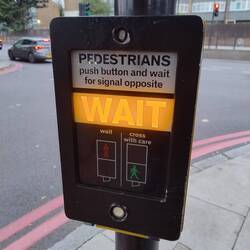 PEDESTRIANS
push button and wait
for signal opposite
WAIT
wait
cross
with care